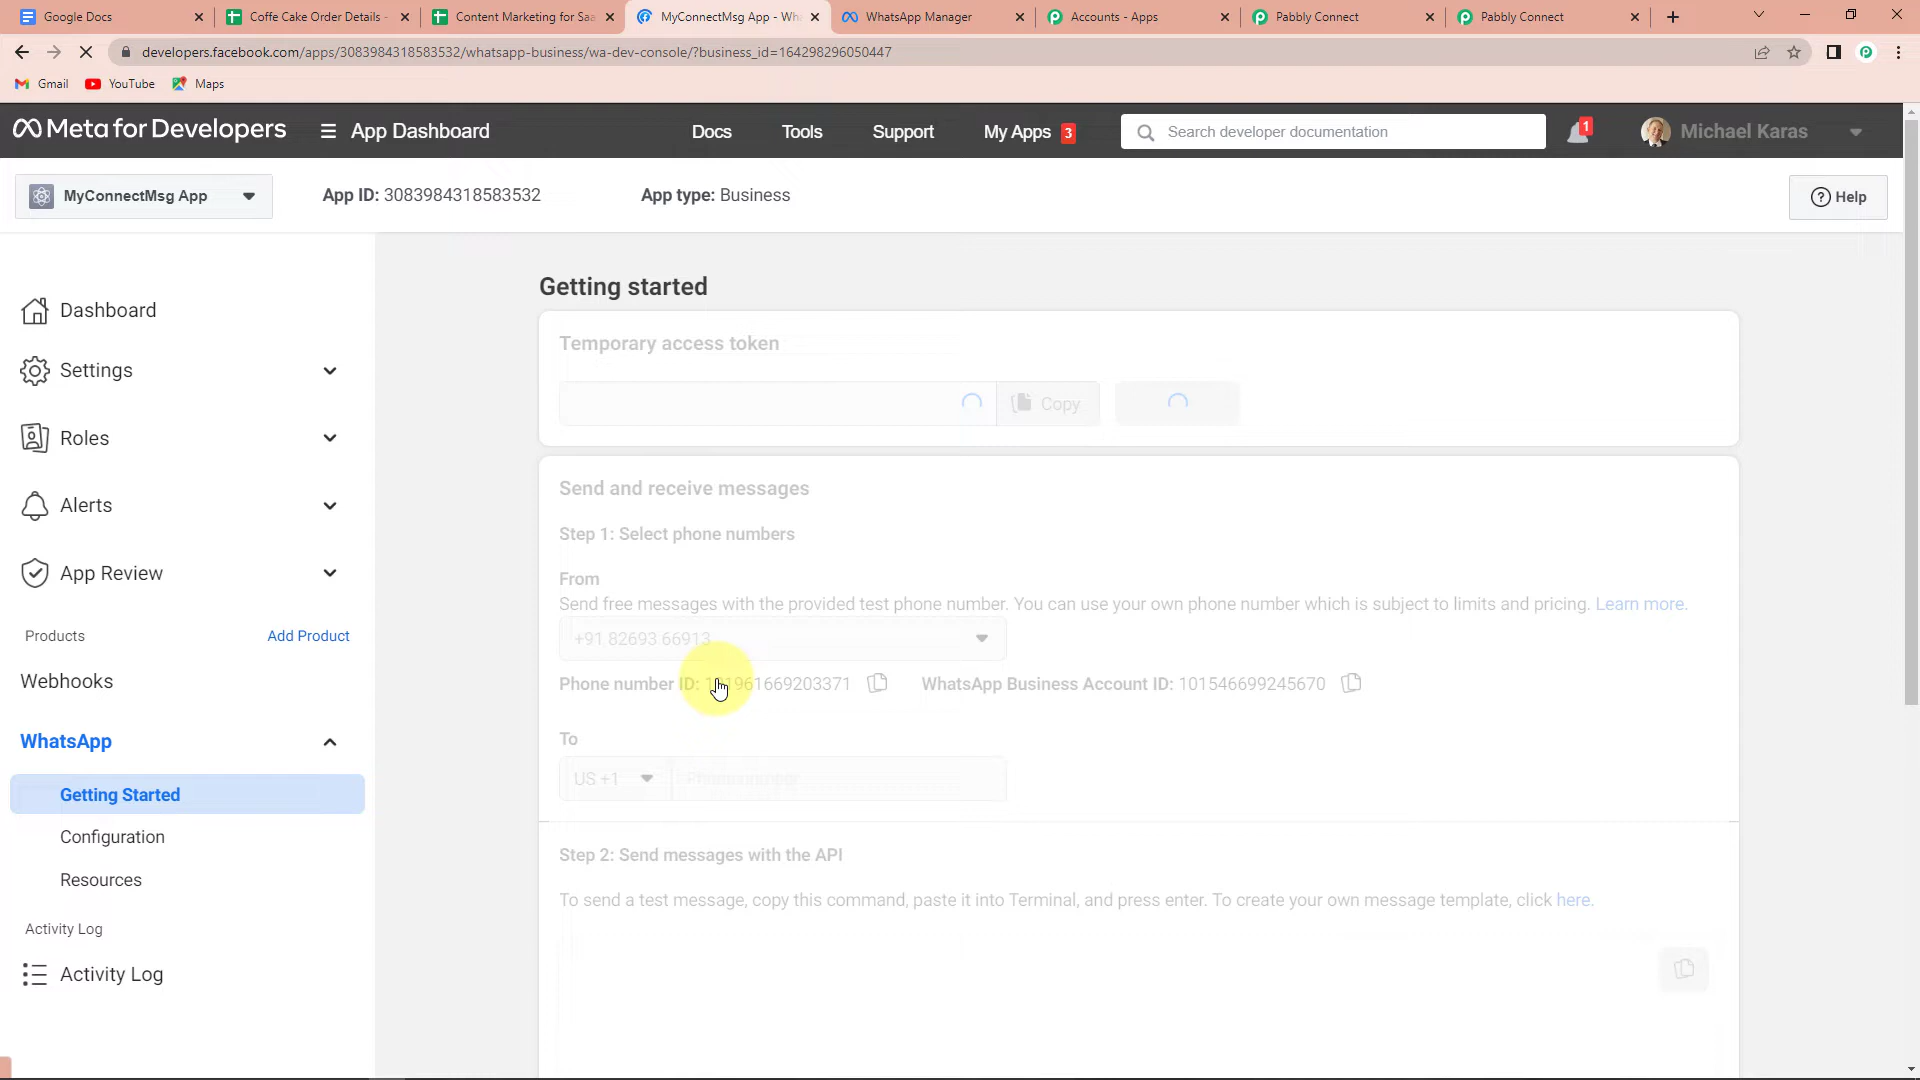 Google Docs
Coffe Cake Order Details -
Content Marketing for Saa
MyConnectMsg App - Wh
WhatsApp Manager
Accounts - Apps
Pabbly Connect
Pabbly Connect
developers.facebook.com/apps/3083984318583532/whatsapp-business/wa-dev-console/?business_id=164298296050447
Gmail
YouTube
Maps
Meta for Developers
App Dashboard
Docs
Tools
Support
My Apps 3
Search developer documentation
1
Michael Karas
MyConnectMsg App
App ID: 3083984318583532
App type: Business
Help
Dashboard
Settings
Roles
Alerts
App Review
Products
Add Product
Webhooks
WhatsApp
Getting Started
Configuration
Resources
Activity Log
Activity Log
Getting started
Temporary access token
Copy
Send and receive messages
Step 1: Select phone numbers
From
Send free messages with the provided test phone number. You can use your own phone number which is subject to limits and pricing. Learn more.
+91 82693 66913
Phone number ID: 101961669203371
WhatsApp Business Account ID: 101546699245670
To
US +1
Phone number
Step 2: Send messages with the API
To send a test message, copy this command, paste it into Terminal, and press enter. To create your own message template, click here.